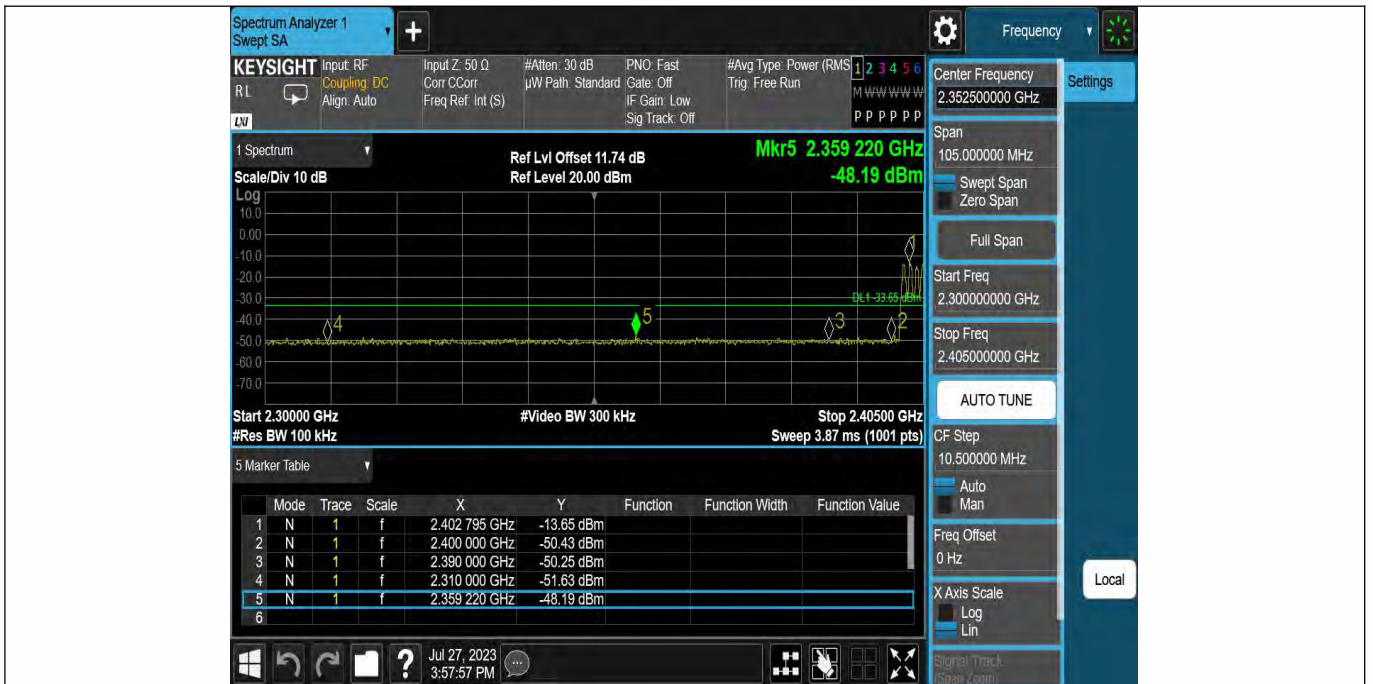 Spectrum Analyzer 1
Swept SA
+
Frequency
KEYSIGHT
RL
LXI
Input: RF
Coupling: DC
Align: Auto
Input Z: 50 Ω
Corr CCorr
Freq Ref: Int (S)
#Atten: 30 dB
µW Path: Standard
PNO: Fast
Gate: Off
IF Gain: Low
Sig Track: Off
#Avg Type: Power (RMS
Trig: Free Run
1 2 3 4 5 6
M W W W W W
P P P P P P
Center Frequency
2.352500000 GHz
Settings
Span
105.000000 MHz
Swept Span
Zero Span
Full Span
Start Freq
2.300000000 GHz
Stop Freq
2.405000000 GHz
AUTO TUNE
CF Step
10.500000 MHz
Auto
Man
Freq Offset
0 Hz
X Axis Scale
Log
Lin
Signal Track
(Span Zoom)
Local
1 Spectrum
Scale/Div 10 dB
Ref Lvl Offset 11.74 dB
Ref Level 20.00 dBm
Mkr5 2.359 220 GHz
-48.19 dBm
Log
10.0
0.00
-10.0
-20.0
-30.0
-40.0
-50.0
-60.0
-70.0
1
DL1 -33.65 dBm
4
5
3
2
Start 2.30000 GHz
#Video BW 300 kHz
Stop 2.40500 GHz
#Res BW 100 kHz
Sweep 3.87 ms (1001 pts)
5 Marker Table
Mode Trace Scale X Y Function Function Width Function Value
1 N 1 f 2.402 795 GHz -13.65 dBm
2 N 1 f 2.400 000 GHz -50.43 dBm
3 N 1 f 2.390 000 GHz -50.25 dBm
4 N 1 f 2.310 000 GHz -51.63 dBm
5 N 1 f 2.359 220 GHz -48.19 dBm
6
?
Jul 27, 2023
3:57:57 PM